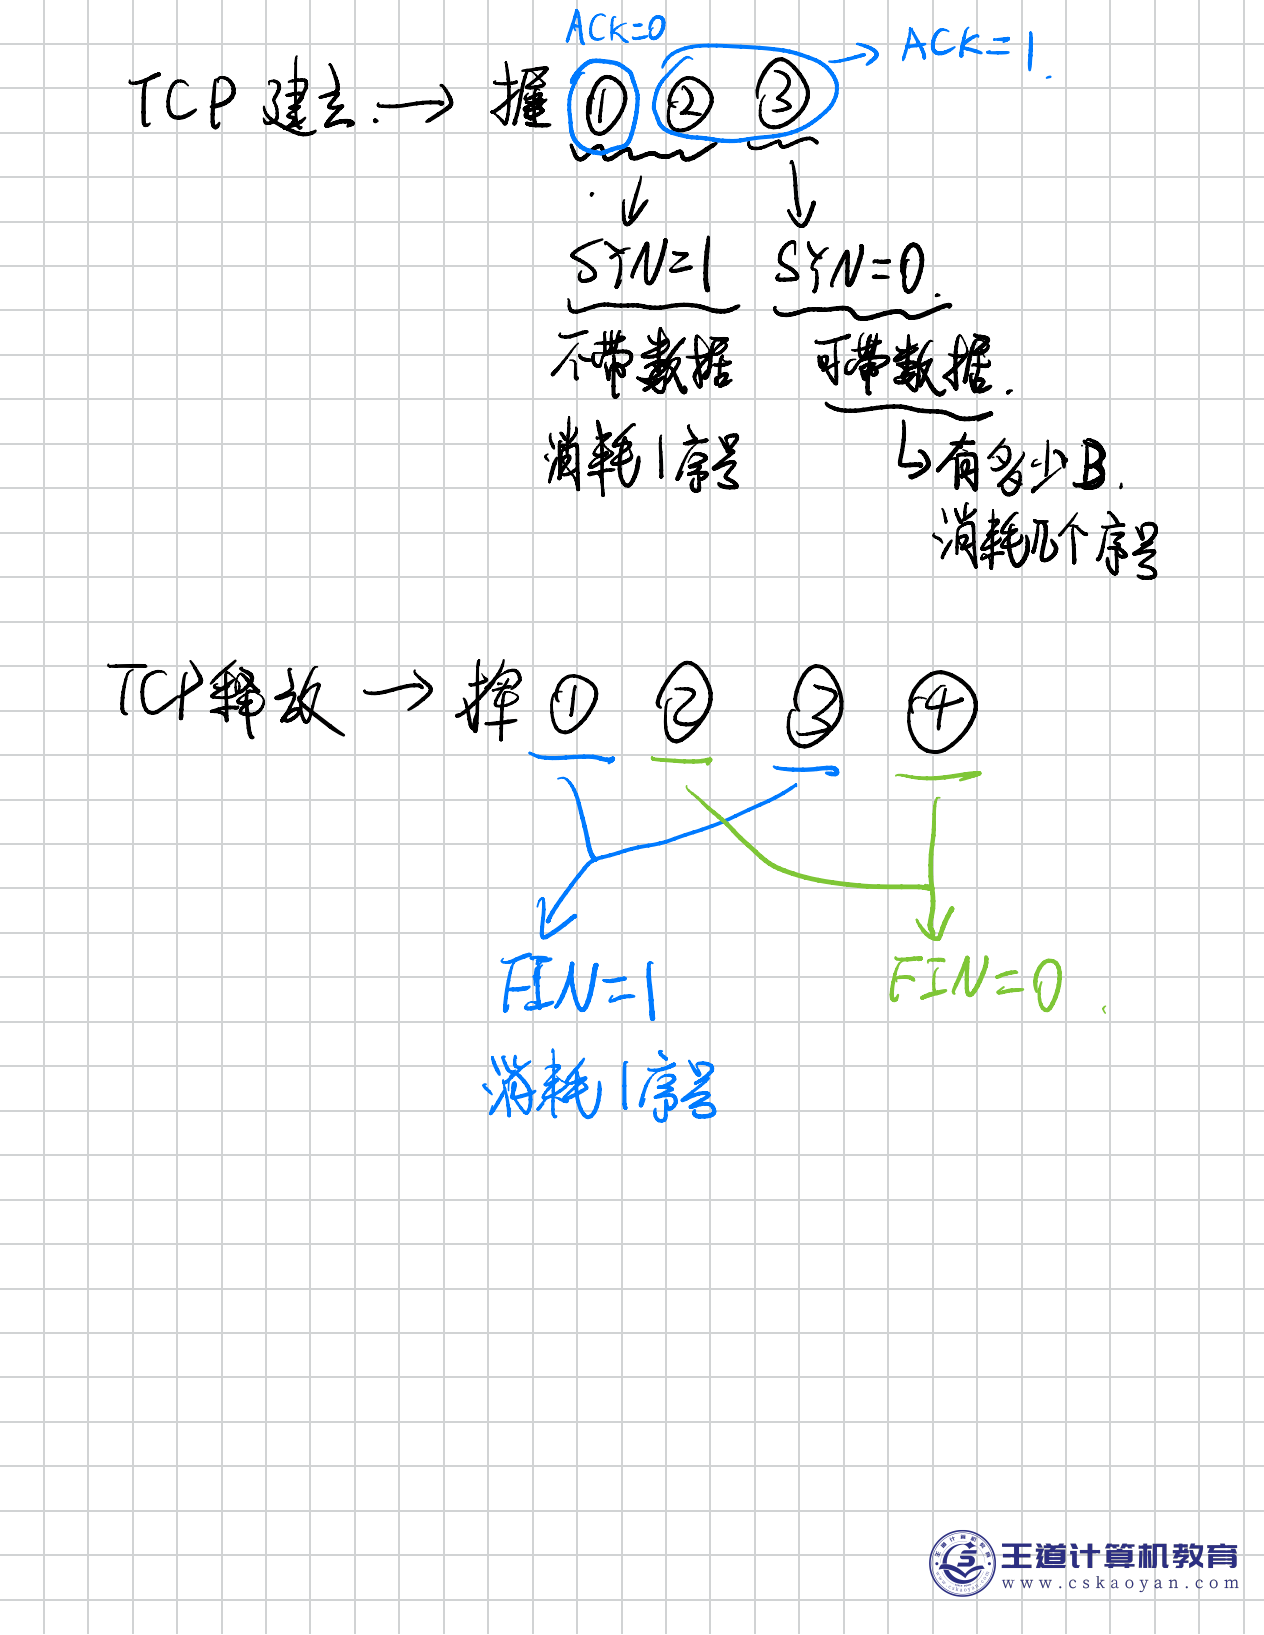 ACK=0
TCP 建立. → 握 ① ② ③ → ACK=1.
SYN=1 SYN=0.
不带数据 可带数据.
消耗1序号 ↳ 有多少B.
消耗几个序号
TCP释放 → 挥 ① ② ③ ④
FIN=1 FIN=0.
消耗1序号
王道计算机教育
www.cskaoyan.com